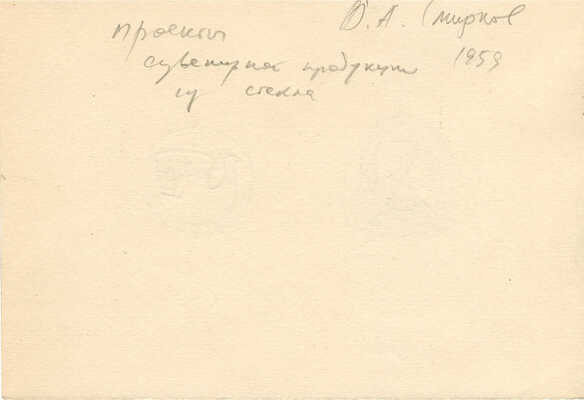 проекты
В. А. Смирнов
сувенирной продукции 1959
из стекла